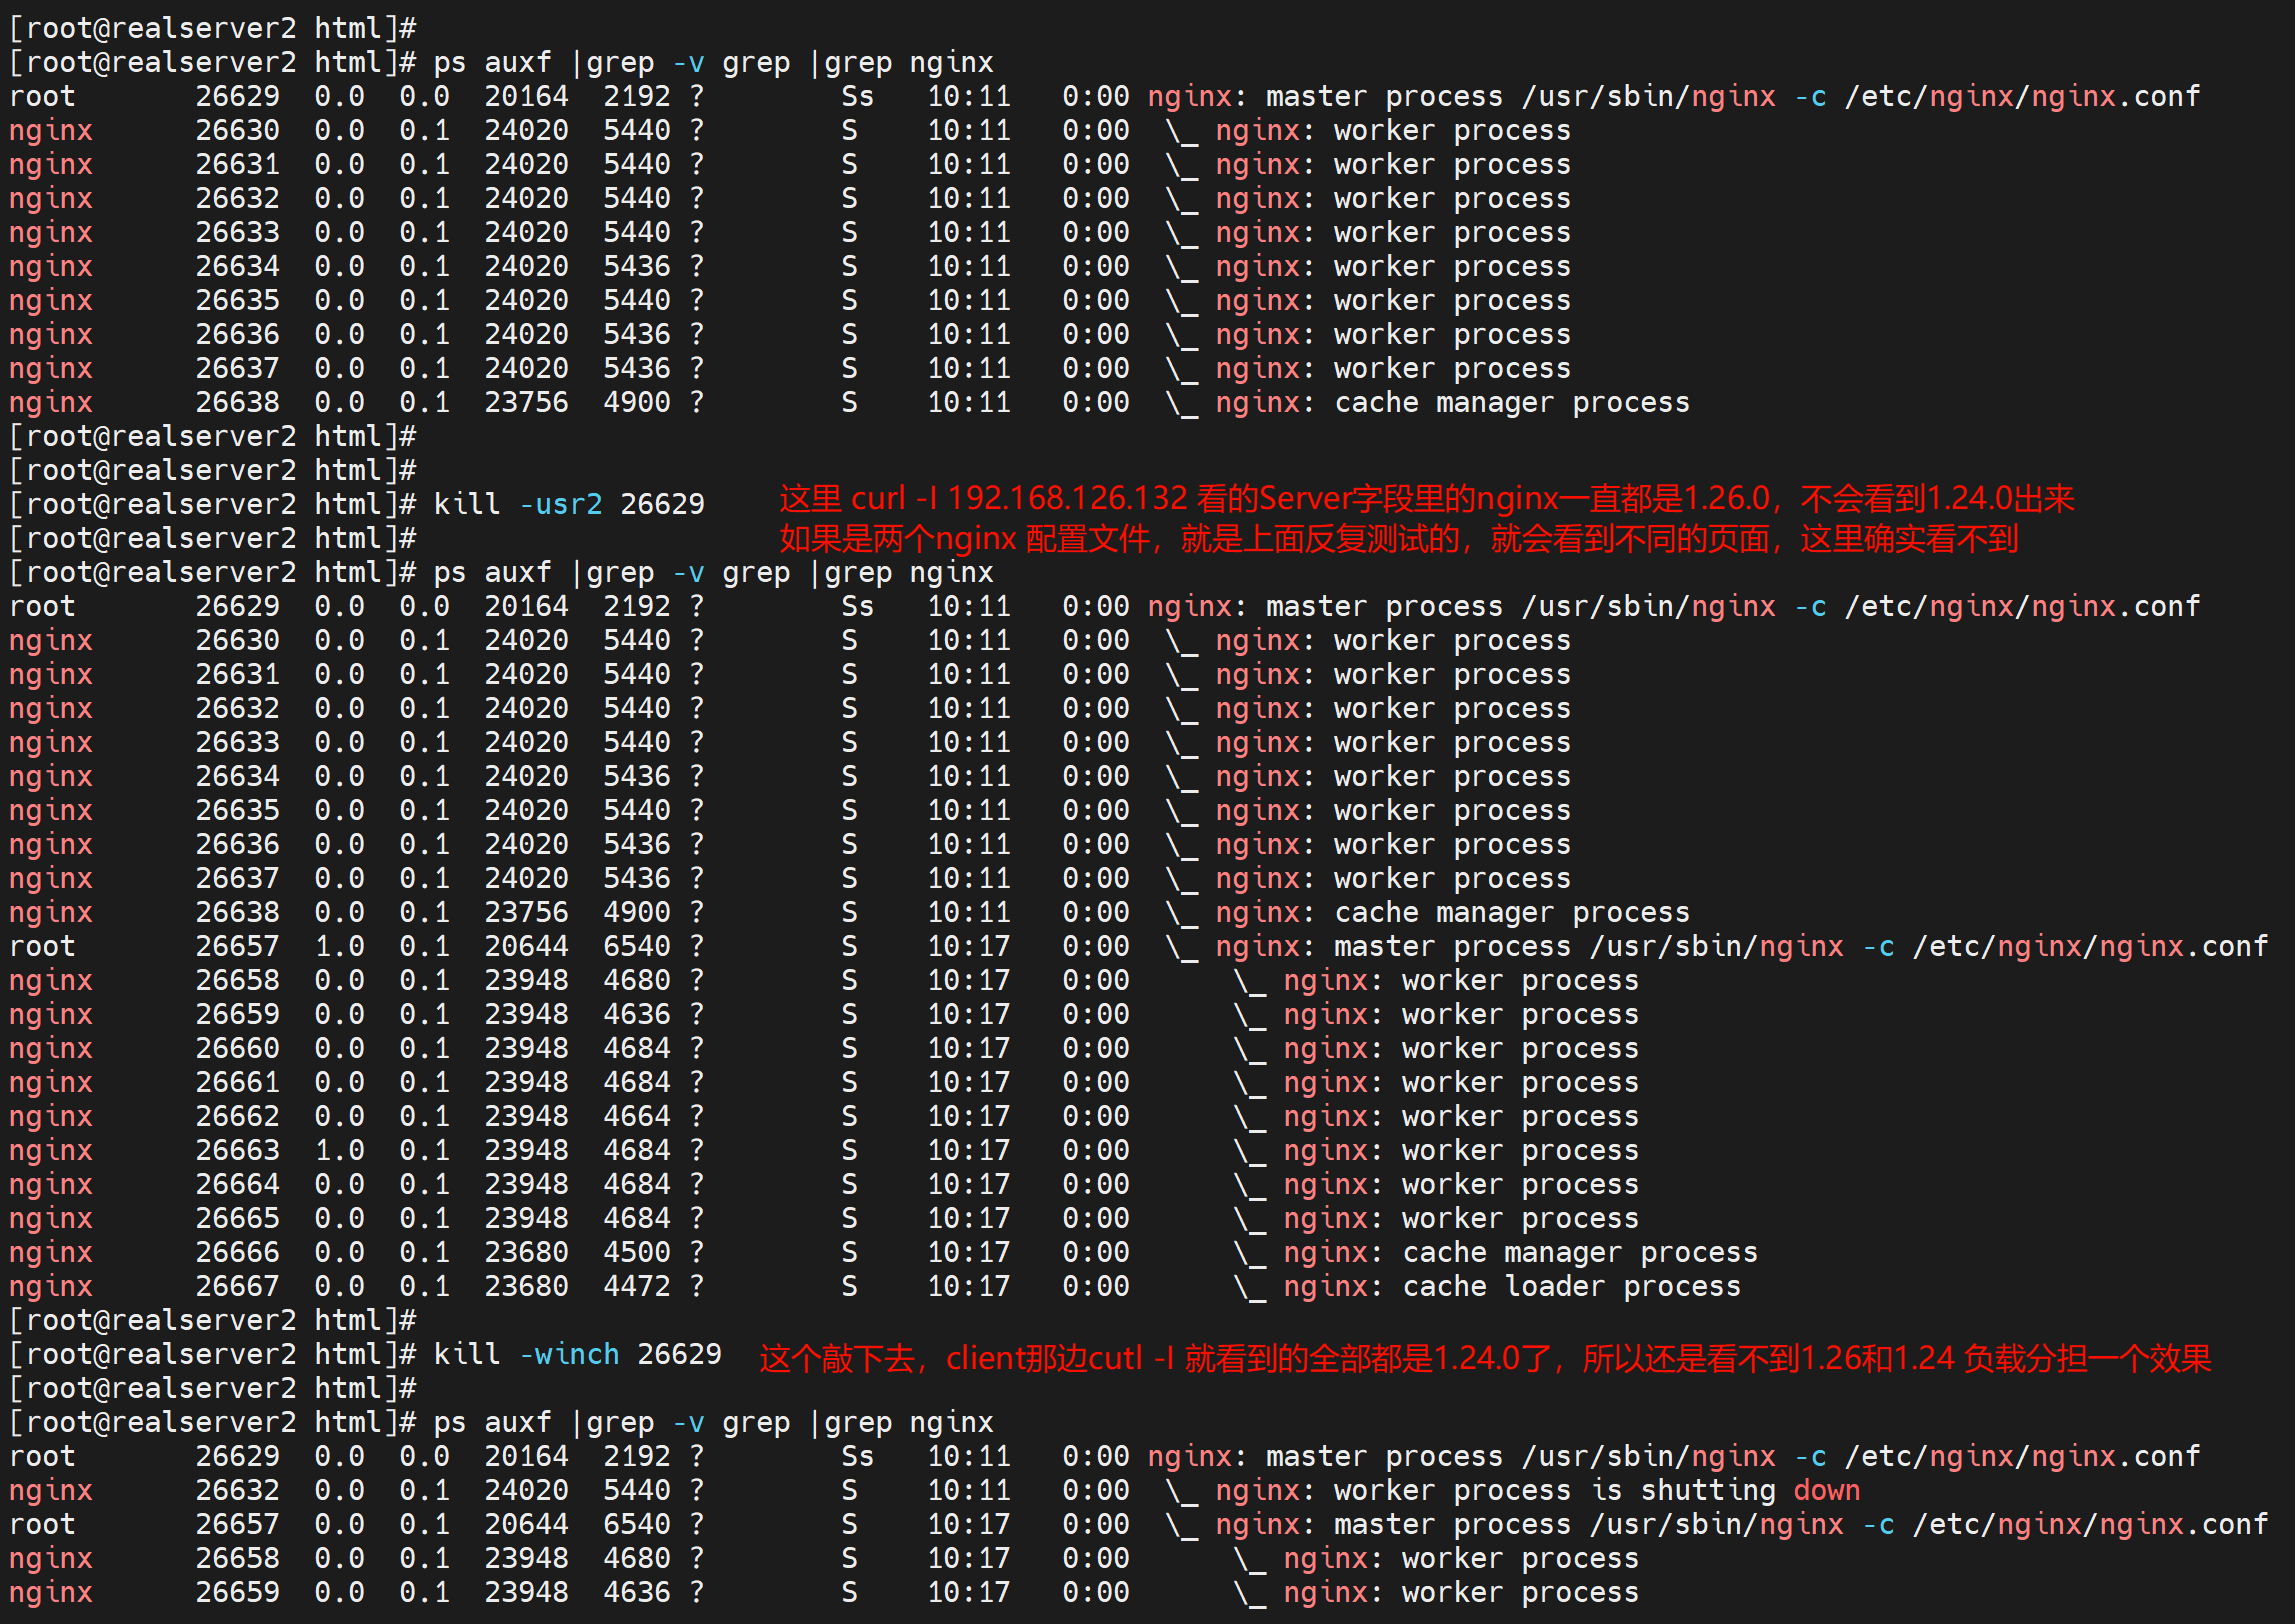 [root@realserver2 html]#
[root@realserver2 html]# ps auxf |grep -v grep |grep nginx
root       26629  0.0  0.0  20164  2192 ?        Ss   10:11   0:00 nginx: master process /usr/sbin/nginx -c /etc/nginx/nginx.conf
nginx      26630  0.0  0.1  24020  5440 ?        S    10:11   0:00  \_ nginx: worker process
nginx      26631  0.0  0.1  24020  5440 ?        S    10:11   0:00  \_ nginx: worker process
nginx      26632  0.0  0.1  24020  5440 ?        S    10:11   0:00  \_ nginx: worker process
nginx      26633  0.0  0.1  24020  5440 ?        S    10:11   0:00  \_ nginx: worker process
nginx      26634  0.0  0.1  24020  5436 ?        S    10:11   0:00  \_ nginx: worker process
nginx      26635  0.0  0.1  24020  5440 ?        S    10:11   0:00  \_ nginx: worker process
nginx      26636  0.0  0.1  24020  5436 ?        S    10:11   0:00  \_ nginx: worker process
nginx      26637  0.0  0.1  24020  5436 ?        S    10:11   0:00  \_ nginx: worker process
nginx      26638  0.0  0.1  23756  4900 ?        S    10:11   0:00  \_ nginx: cache manager process
[root@realserver2 html]#
[root@realserver2 html]#
[root@realserver2 html]# kill -usr2 26629
这里 curl -I 192.168.126.132 看的Server字段里的nginx一直都是1.26.0，不会看到1.24.0出来
[root@realserver2 html]#
如果是两个nginx 配置文件，就是上面反复测试的，就会看到不同的页面，这里确实看不到
[root@realserver2 html]# ps auxf |grep -v grep |grep nginx
root       26629  0.0  0.0  20164  2192 ?        Ss   10:11   0:00 nginx: master process /usr/sbin/nginx -c /etc/nginx/nginx.conf
nginx      26630  0.0  0.1  24020  5440 ?        S    10:11   0:00  \_ nginx: worker process
nginx      26631  0.0  0.1  24020  5440 ?        S    10:11   0:00  \_ nginx: worker process
nginx      26632  0.0  0.1  24020  5440 ?        S    10:11   0:00  \_ nginx: worker process
nginx      26633  0.0  0.1  24020  5440 ?        S    10:11   0:00  \_ nginx: worker process
nginx      26634  0.0  0.1  24020  5436 ?        S    10:11   0:00  \_ nginx: worker process
nginx      26635  0.0  0.1  24020  5440 ?        S    10:11   0:00  \_ nginx: worker process
nginx      26636  0.0  0.1  24020  5436 ?        S    10:11   0:00  \_ nginx: worker process
nginx      26637  0.0  0.1  24020  5436 ?        S    10:11   0:00  \_ nginx: worker process
nginx      26638  0.0  0.1  23756  4900 ?        S    10:11   0:00  \_ nginx: cache manager process
root       26657  1.0  0.1  20644  6540 ?        S    10:17   0:00  \_ nginx: master process /usr/sbin/nginx -c /etc/nginx/nginx.conf
nginx      26658  0.0  0.1  23948  4680 ?        S    10:17   0:00      \_ nginx: worker process
nginx      26659  0.0  0.1  23948  4636 ?        S    10:17   0:00      \_ nginx: worker process
nginx      26660  0.0  0.1  23948  4684 ?        S    10:17   0:00      \_ nginx: worker process
nginx      26661  0.0  0.1  23948  4684 ?        S    10:17   0:00      \_ nginx: worker process
nginx      26662  0.0  0.1  23948  4664 ?        S    10:17   0:00      \_ nginx: worker process
nginx      26663  1.0  0.1  23948  4684 ?        S    10:17   0:00      \_ nginx: worker process
nginx      26664  0.0  0.1  23948  4684 ?        S    10:17   0:00      \_ nginx: worker process
nginx      26665  0.0  0.1  23948  4684 ?        S    10:17   0:00      \_ nginx: worker process
nginx      26666  0.0  0.1  23680  4500 ?        S    10:17   0:00      \_ nginx: cache manager process
nginx      26667  0.0  0.1  23680  4472 ?        S    10:17   0:00      \_ nginx: cache loader process
[root@realserver2 html]#
[root@realserver2 html]# kill -winch 26629
这个敲下去，client那边cutl -I 就看到的全部都是1.24.0了，所以还是看不到1.26和1.24 负载分担一个效果
[root@realserver2 html]#
[root@realserver2 html]# ps auxf |grep -v grep |grep nginx
root       26629  0.0  0.0  20164  2192 ?        Ss   10:11   0:00 nginx: master process /usr/sbin/nginx -c /etc/nginx/nginx.conf
nginx      26632  0.0  0.1  24020  5440 ?        S    10:11   0:00  \_ nginx: worker process is shutting down
root       26657  0.0  0.1  20644  6540 ?        S    10:17   0:00  \_ nginx: master process /usr/sbin/nginx -c /etc/nginx/nginx.conf
nginx      26658  0.0  0.1  23948  4680 ?        S    10:17   0:00      \_ nginx: worker process
nginx      26659  0.0  0.1  23948  4636 ?        S    10:17   0:00      \_ nginx: worker process